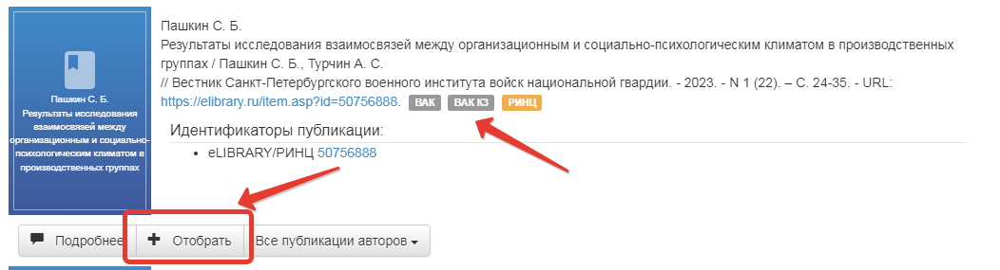 Пашкин С. Б.
Результаты исследования взаимосвязей между организационным и социально-психологическим климатом в производственных
группах / Пашкин С. Б., Турчин А. С.
// Вестник Санкт-Петербургского военного института войск национальной гвардии. - 2023. - N 1 (22). – С. 24-35. - URL:
https://elibrary.ru/item.asp?id=50756888. ВАК ВАК К3 РИНЦ
Идентификаторы публикации:
• eLIBRARY/РИНЦ 50756888
Пашкин С. Б.
Результаты исследования
взаимосвязей между
организационным и социально-
психологическим климатом в
производственных группах
Подробнее
Отобрать
Все публикации авторов